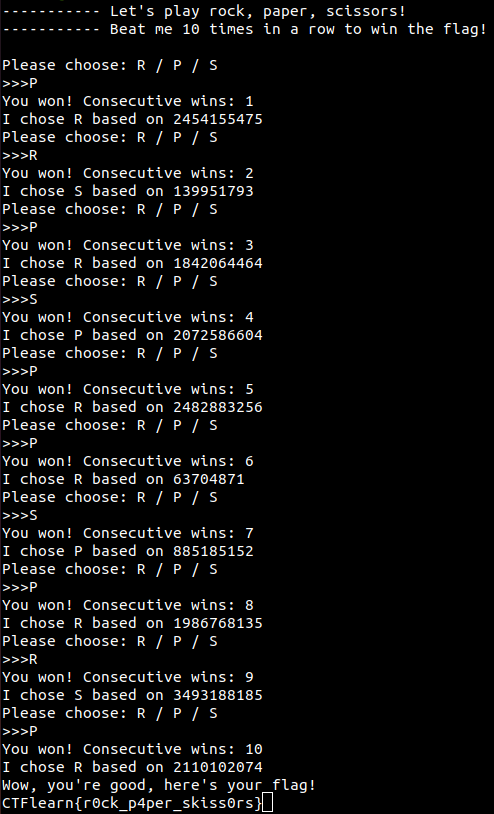 ----------- Let's play rock, paper, scissors!
----------- Beat me 10 times in a row to win the flag!
Please choose: R / P / S
>>>P
You won! Consecutive wins: 1
I chose R based on 2454155475
Please choose: R / P / S
>>>R
You won! Consecutive wins: 2
I chose S based on 139951793
Please choose: R / P / S
>>>P
You won! Consecutive wins: 3
I chose R based on 1842064464
Please choose: R / P / S
>>>S
You won! Consecutive wins: 4
I chose P based on 2072586604
Please choose: R / P / S
>>>P
You won! Consecutive wins: 5
I chose R based on 2482883256
Please choose: R / P / S
>>>P
You won! Consecutive wins: 6
I chose R based on 63704871
Please choose: R / P / S
>>>S
You won! Consecutive wins: 7
I chose P based on 885185152
Please choose: R / P / S
>>>P
You won! Consecutive wins: 8
I chose R based on 1986768135
Please choose: R / P / S
>>>R
You won! Consecutive wins: 9
I chose S based on 3493188185
Please choose: R / P / S
>>>P
You won! Consecutive wins: 10
I chose R based on 2110102074
Wow, you're good, here's your flag!
CTFlearn{r0ck_p4per_skiss0rs}